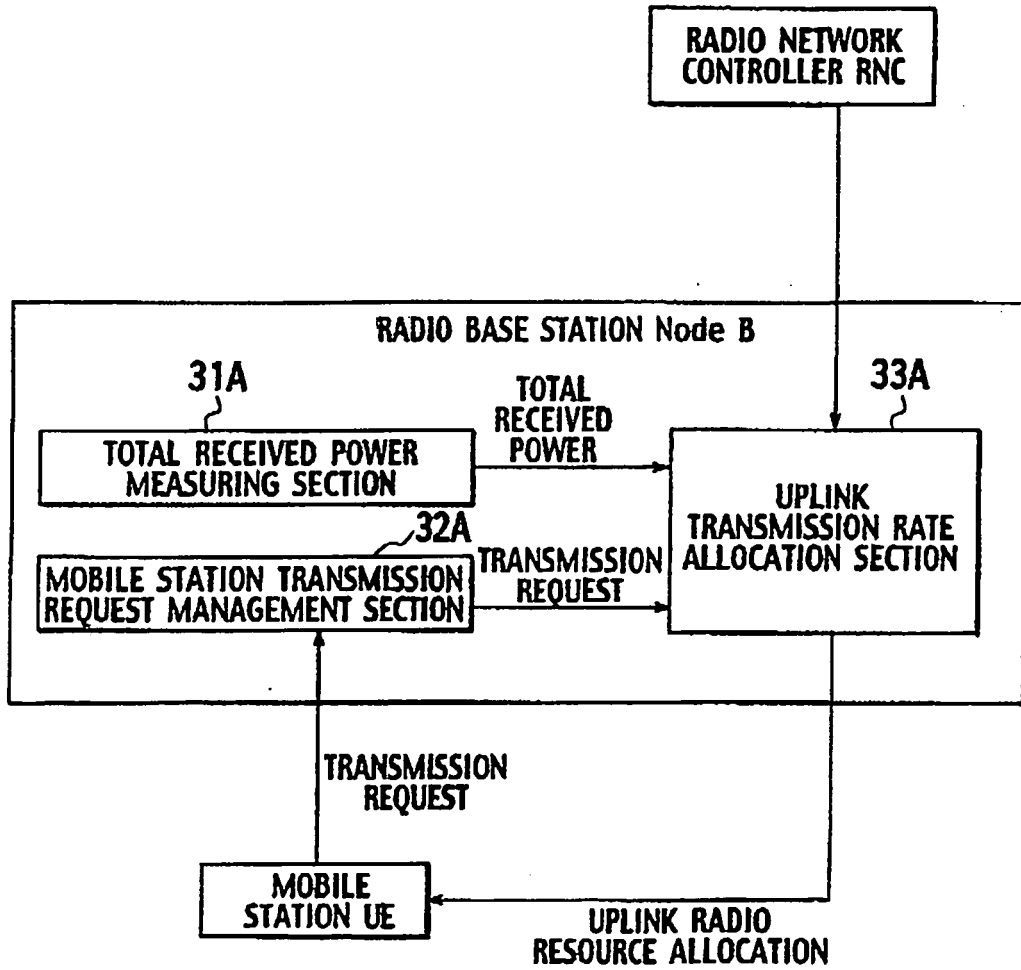 RADIO NETWORK
CONTROLLER RNC
RADIO BASE STATION Node B
31A
TOTAL RECEIVED POWER
MEASURING SECTION
TOTAL
RECEIVED
POWER
33A
UPLINK
TRANSMISSION RATE
ALLOCATION SECTION
32A
MOBILE STATION TRANSMISSION
REQUEST MANAGEMENT SECTION
TRANSMISSION
REQUEST
TRANSMISSION
REQUEST
MOBILE
STATION UE
UPLINK RADIO
RESOURCE ALLOCATION